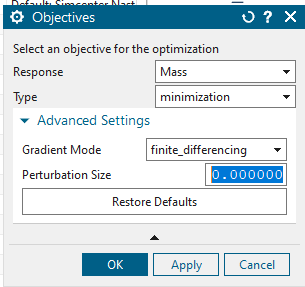 Default: Simcenter Nast
Objectives
Select an objective for the optimization
Response Mass
Type minimization
Advanced Settings
Gradient Mode finite_differencing
Perturbation Size 0.000000
Restore Defaults
OK Apply Cancel